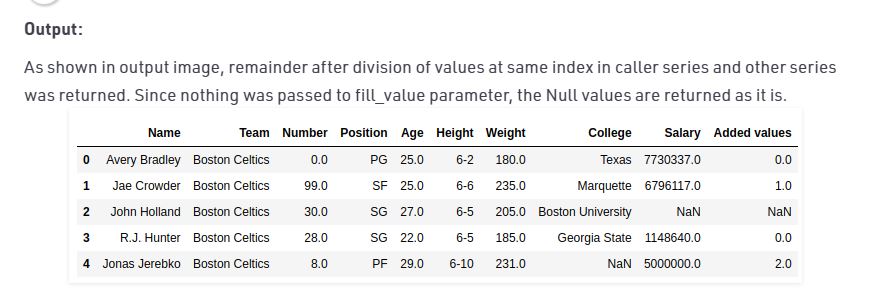 Output:
As shown in output image, remainder after division of values at same index in caller series and other series
was returned. Since nothing was passed to fill_value parameter, the Null values are returned as it is.
Name Team Number Position Age Height Weight College Salary Added values
0 Avery Bradley Boston Celtics 0.0 PG 25.0 6-2 180.0 Texas 7730337.0 0.0
1 Jae Crowder Boston Celtics 99.0 SF 25.0 6-6 235.0 Marquette 6796117.0 1.0
2 John Holland Boston Celtics 30.0 SG 27.0 6-5 205.0 Boston University NaN NaN
3 R.J. Hunter Boston Celtics 28.0 SG 22.0 6-5 185.0 Georgia State 1148640.0 0.0
4 Jonas Jerebko Boston Celtics 8.0 PF 29.0 6-10 231.0 NaN 5000000.0 2.0